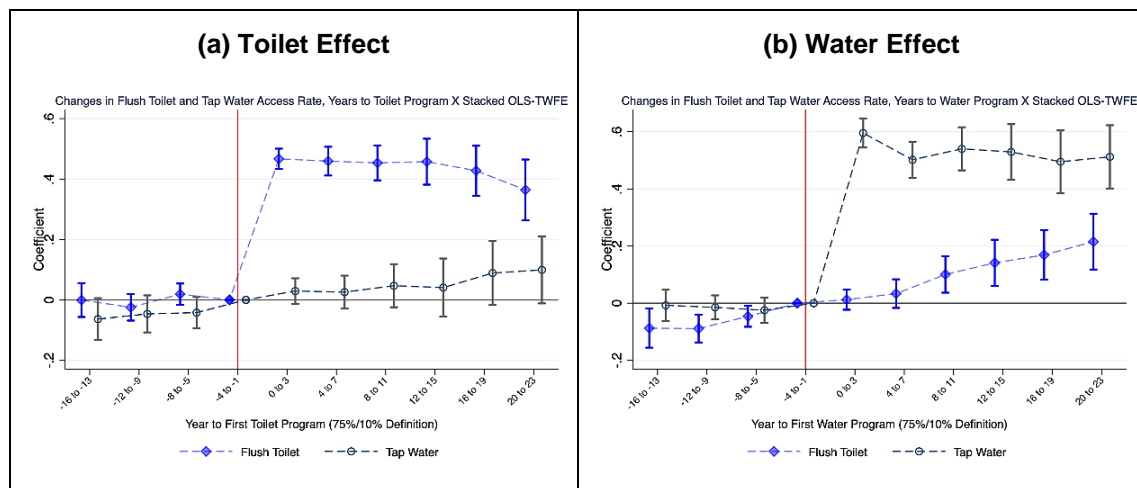 (a) Toilet Effect
Changes in Flush Toilet and Tap Water Access Rate, Years to Toilet Program X Stacked OLS-TWFE
.6
.4
.2
0
-.2
Coefficient
-16 to -13
-12 to -9
-8 to -5
-4 to -1
0 to 3
4 to 7
8 to 11
12 to 15
16 to 19
20 to 23
Year to First Toilet Program (75%/10% Definition)
Flush Toilet Tap Water
(b) Water Effect
Changes in Flush Toilet and Tap Water Access Rate, Years to Water Program X Stacked OLS-TWFE
.6
.4
.2
0
-.2
Coefficient
-16 to -13
-12 to -9
-8 to -5
-4 to -1
0 to 3
4 to 7
8 to 11
12 to 15
16 to 19
20 to 23
Year to First Water Program (75%/10% Definition)
Flush Toilet Tap Water